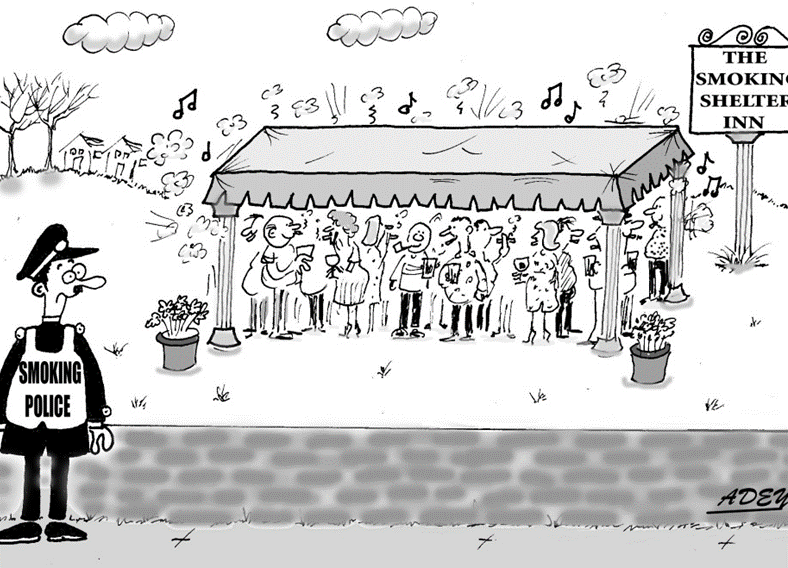 THE
SMOKING
SHELTER
INN
SMOKING
POLICE
ADEY